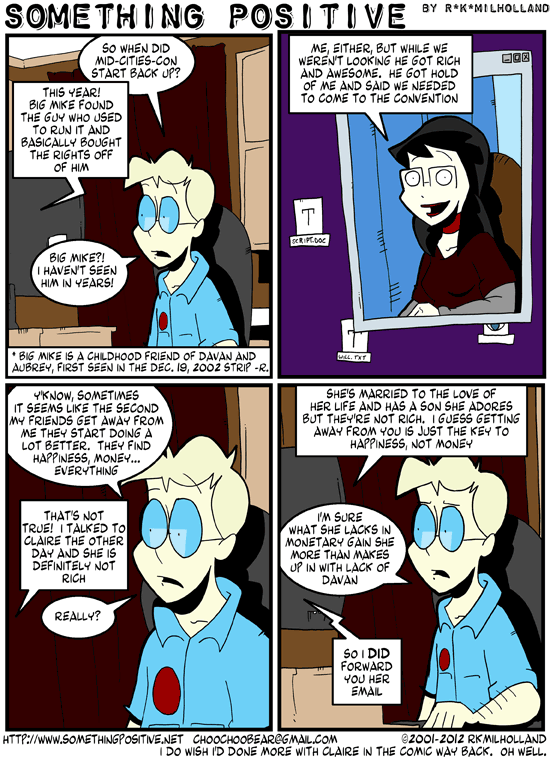 SOMETHING POSITIVE BY R*K*MILHOLLAND
SO WHEN DID
MID-CITIES-CON
START BACK UP?
THIS YEAR!
BIG MIKE FOUND
THE GUY WHO USED
TO RUN IT AND
BASICALLY BOUGHT
THE RIGHTS OFF
OF HIM
BIG MIKE?!
I HAVEN'T SEEN
HIM IN YEARS!
* BIG MIKE IS A CHILDHOOD FRIEND OF DAVAN AND
AUBREY, FIRST SEEN IN THE DEC. 19, 2002 STRIP -R.
ME, EITHER, BUT WHILE WE
WEREN'T LOOKING HE GOT RICH
AND AWESOME. HE GOT HOLD
OF ME AND SAID WE NEEDED
TO COME TO THE CONVENTION
T
SCRIPT.DOC
T
WILL.TXT
Y'KNOW, SOMETIMES
IT SEEMS LIKE THE SECOND
MY FRIENDS GET AWAY FROM
ME THEY START DOING A
LOT BETTER. THEY FIND
HAPPINESS, MONEY...
EVERYTHING
THAT'S NOT
TRUE! I TALKED TO
CLAIRE THE OTHER
DAY AND SHE IS
DEFINITELY NOT
RICH
REALLY?
SHE'S MARRIED TO THE LOVE OF
HER LIFE AND HAS A SON SHE ADORES
BUT THEY'RE NOT RICH. I GUESS GETTING
AWAY FROM YOU IS JUST THE KEY TO
HAPPINESS, NOT MONEY
I'M SURE
WHAT SHE LACKS IN
MONETARY GAIN SHE
MORE THAN MAKES
UP IN WITH LACK OF
DAVAN
SO I DID
FORWARD
YOU HER
EMAIL
HTTP://WWW.SOMETHINGPOSITIVE.NET CHOOCHOOBEAR@GMAIL.COM ©2001-2012 RKMILHOLLAND
I DO WISH I'D DONE MORE WITH CLAIRE IN THE COMIC WAY BACK. OH WELL.